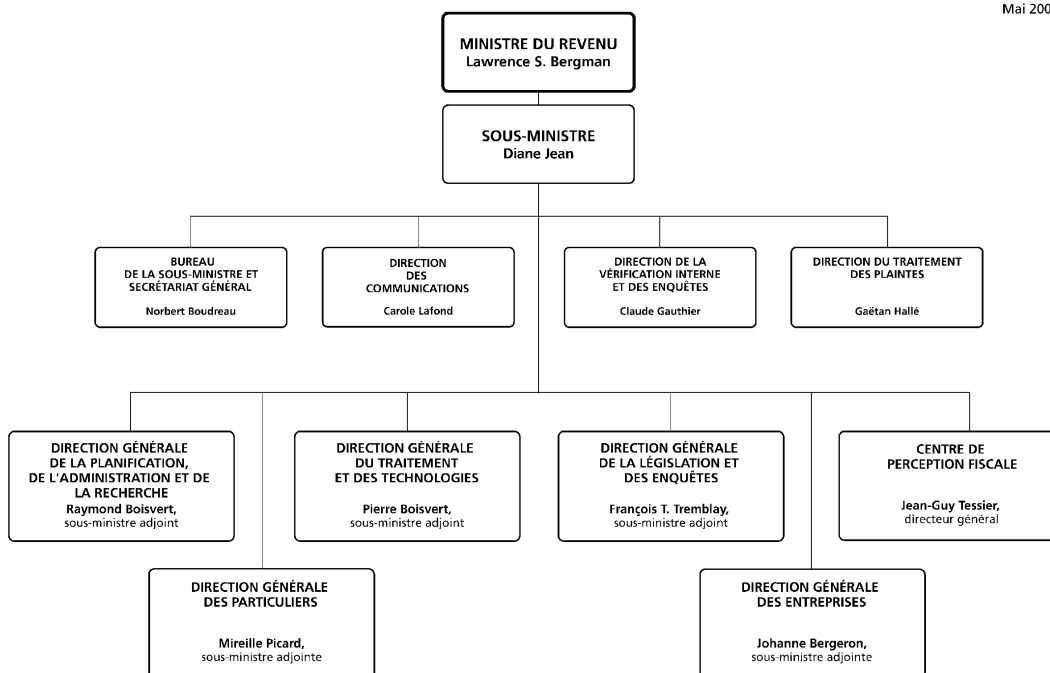 Mai 200
MINISTRE DU REVENU
Lawrence S. Bergman
SOUS-MINISTRE
Diane Jean
BUREAU
DE LA SOUS-MINISTRE ET
SECRÉTARIAT GÉNÉRAL
Norbert Boudreau
DIRECTION
DES
COMMUNICATIONS
Carole Lafond
DIRECTION DE LA
VÉRIFICATION INTERNE
ET DES ENQUÊTES
Claude Gauthier
DIRECTION DU TRAITEMENT
DES PLAINTES
Gaëtan Hallé
DIRECTION GÉNÉRALE
DE LA PLANIFICATION,
DE L'ADMINISTRATION ET DE
LA RECHERCHE
Raymond Boisvert,
sous-ministre adjoint
DIRECTION GÉNÉRALE
DU TRAITEMENT
ET DES TECHNOLOGIES
Pierre Boisvert,
sous-ministre adjoint
DIRECTION GÉNÉRALE
DE LA LÉGISLATION ET
DES ENQUÊTES
François T. Tremblay,
sous-ministre adjoint
CENTRE DE
PERCEPTION FISCALE
Jean-Guy Tessier,
directeur général
DIRECTION GÉNÉRALE
DES PARTICULIERS
Mireille Picard,
sous-ministre adjointe
DIRECTION GÉNÉRALE
DES ENTREPRISES
Johanne Bergeron,
sous-ministre adjointe